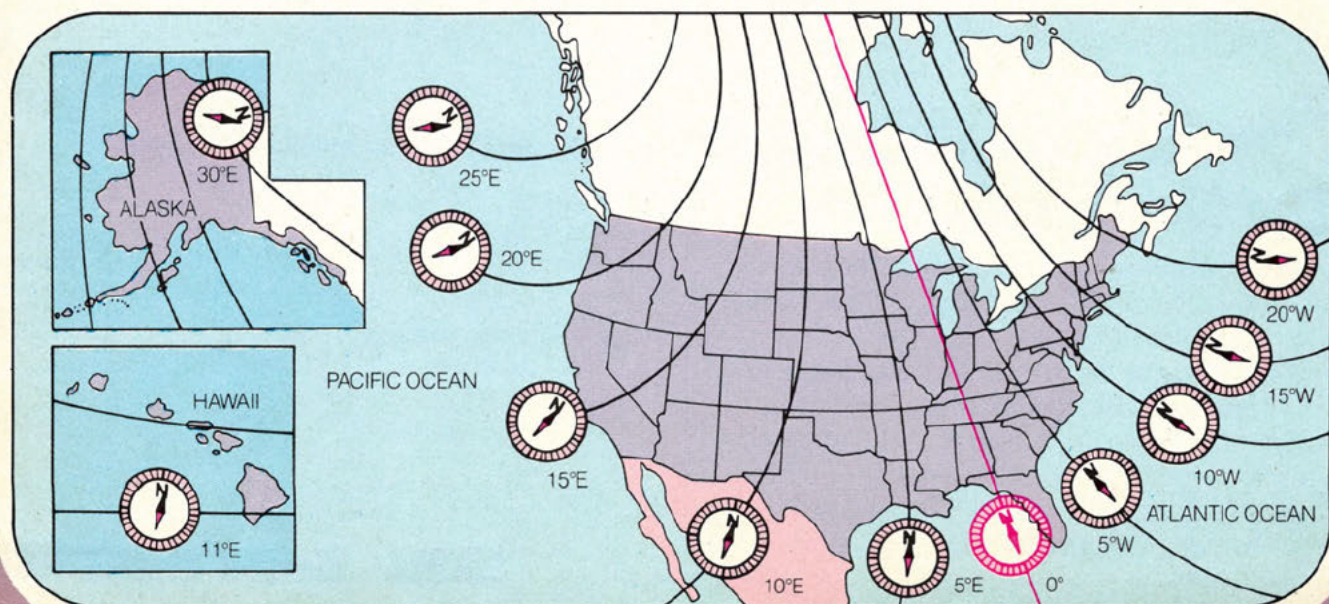 N
30°E
ALASKA
N
25°E
N
20°E
HAWAII
N
11°E
PACIFIC OCEAN
N
15°E
N
10°E
N
5°E
N
0°
N
5°W
ATLANTIC OCEAN
N
10°W
N
15°W
N
20°W